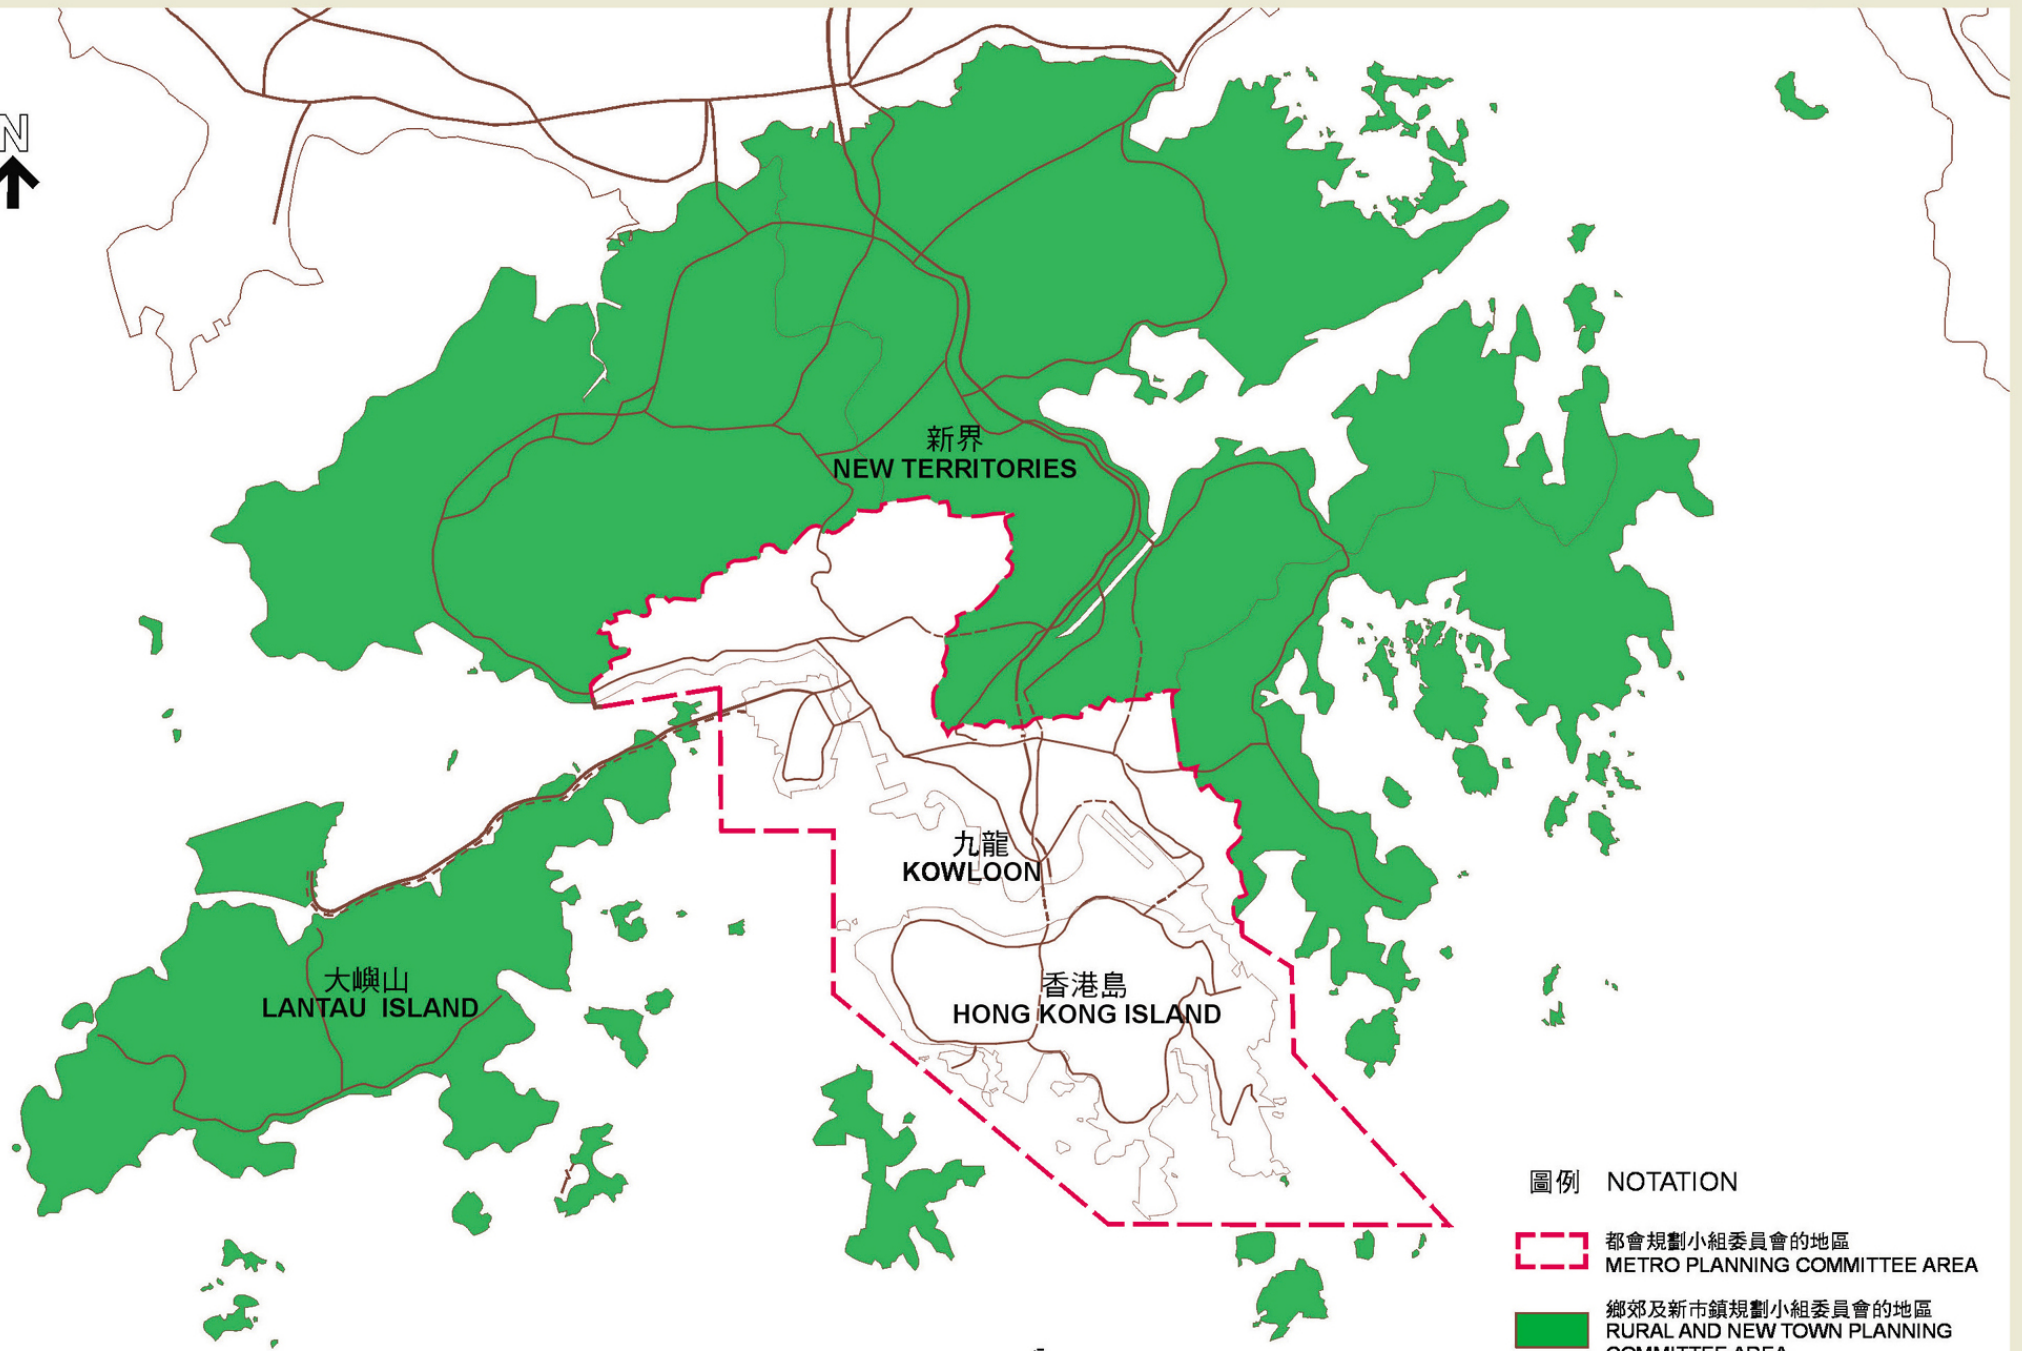 N
新界
NEW TERRITORIES
九龍
KOWLOON
大嶼山
LANTAU ISLAND
香港島
HONG KONG ISLAND
圖例 NOTATION
都會規劃小組委員會的地區
METRO PLANNING COMMITTEE AREA
鄉郊及新市鎮規劃小組委員會的地區
RURAL AND NEW TOWN PLANNING
COMMITTEE AREA